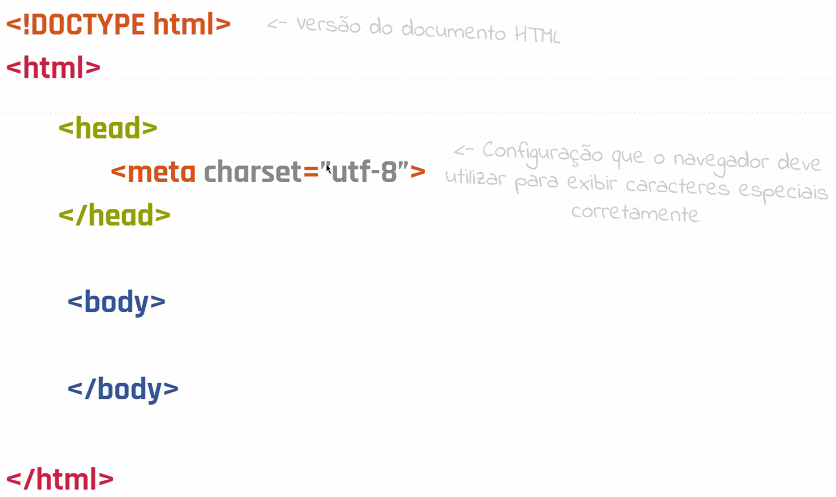 <!DOCTYPE html> <- versão do documento HTML
<html>
<head>
<meta charset="utf-8"> <- Configuração que o navegador deve
utilizar para exibir caracteres especiais
corretamente
</head>
<body>
</body>
</html>